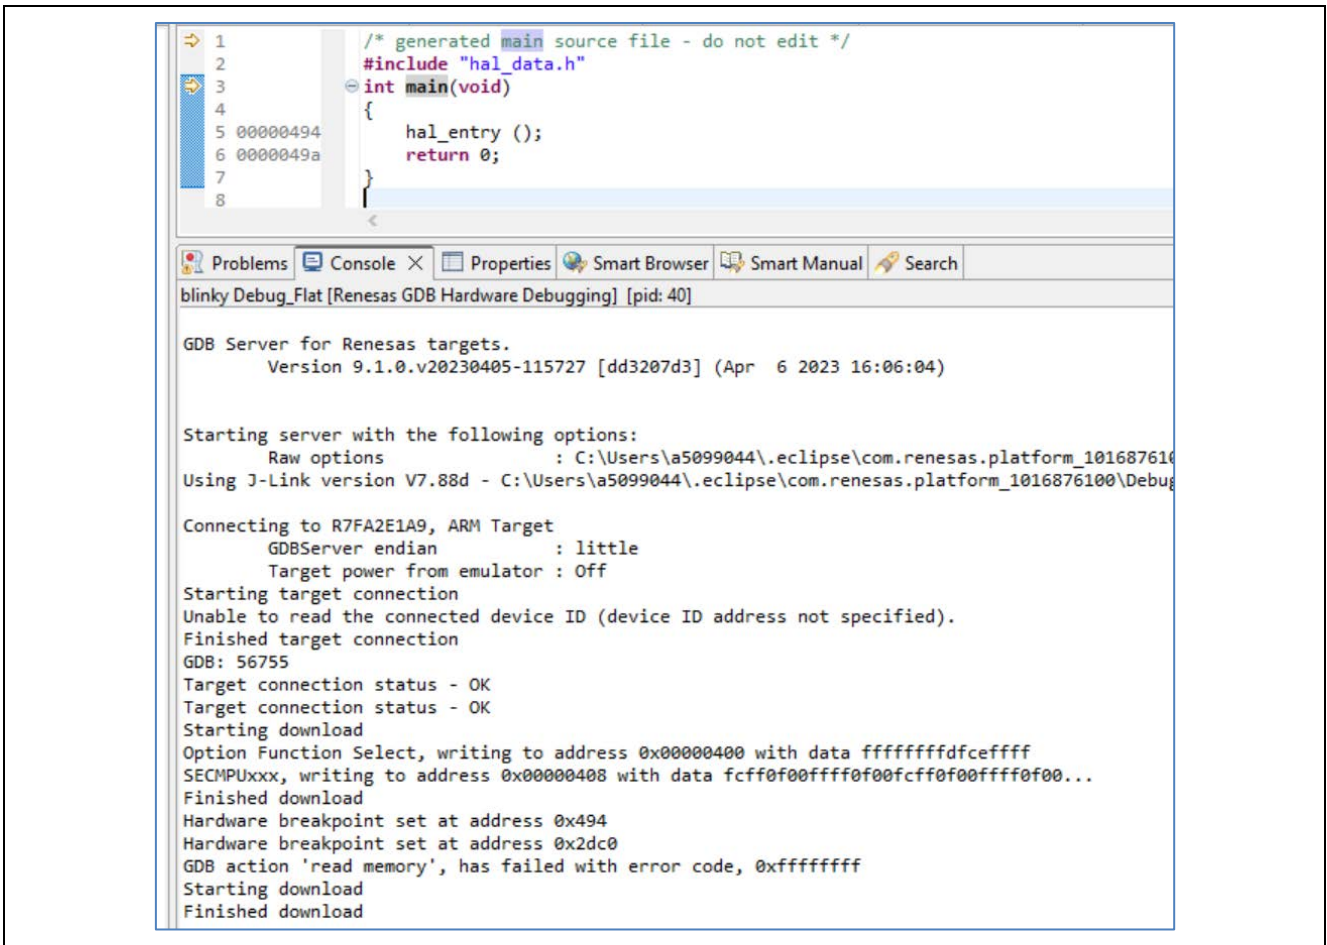 1 /* generated main source file - do not edit */
2 #include "hal_data.h"
3 int main(void)
4 {
5 00000494 hal_entry ();
6 0000049a return 0;
7 }
8
Problems Console Properties Smart Browser Smart Manual Search
blinky Debug_Flat [Renesas GDB Hardware Debugging] [pid: 40]
GDB Server for Renesas targets.
Version 9.1.0.v20230405-115727 [dd3207d3] (Apr 6 2023 16:06:04)
Starting server with the following options:
Raw options : C:\Users\a5099044\.eclipse\com.renesas.platform_101687610
Using J-Link version V7.88d - C:\Users\a5099044\.eclipse\com.renesas.platform_1016876100\Debug
Connecting to R7FA2E1A9, ARM Target
GDBServer endian : little
Target power from emulator : Off
Starting target connection
Unable to read the connected device ID (device ID address not specified).
Finished target connection
GDB: 56755
Target connection status - OK
Target connection status - OK
Starting download
Option Function Select, writing to address 0x00000400 with data ffffffffdfceffff
SECMPUxxx, writing to address 0x00000408 with data fcff0f00ffff0f00fcff0f00ffff0f00...
Finished download
Hardware breakpoint set at address 0x494
Hardware breakpoint set at address 0x2dc0
GDB action 'read memory', has failed with error code, 0xffffffff
Starting download
Finished download